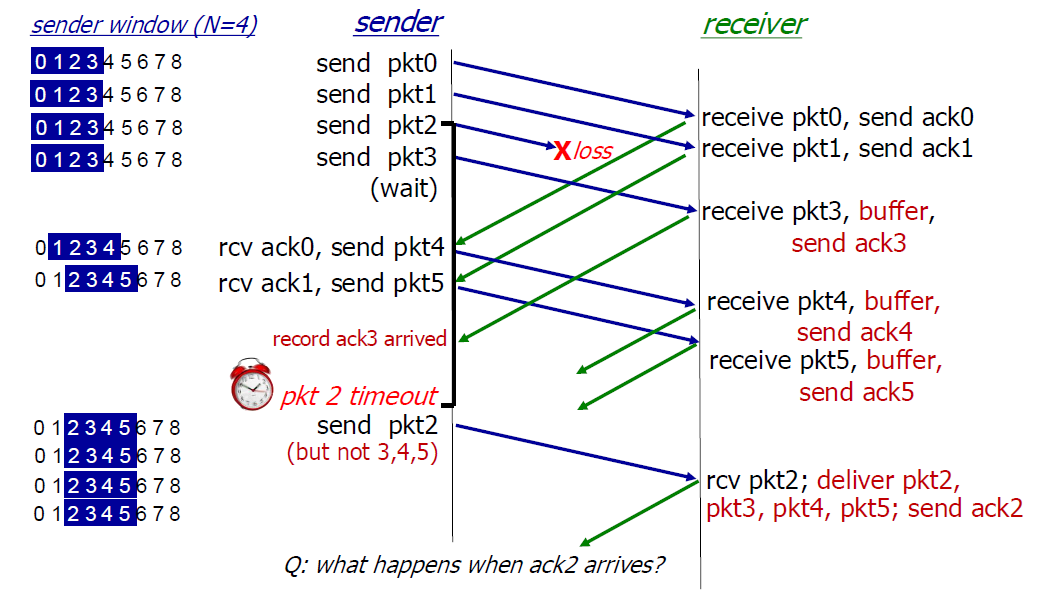 sender window (N=4)
sender
receiver
0 1 2 3 4 5 6 7 8
send pkt0
0 1 2 3 4 5 6 7 8
send pkt1
0 1 2 3 4 5 6 7 8
send pkt2
0 1 2 3 4 5 6 7 8
send pkt3
(wait)
X loss
receive pkt0, send ack0
receive pkt1, send ack1
receive pkt3, buffer,
send ack3
0 1 2 3 4 5 6 7 8
rcv ack0, send pkt4
0 1 2 3 4 5 6 7 8
rcv ack1, send pkt5
receive pkt4, buffer,
send ack4
record ack3 arrived
receive pkt5, buffer,
send ack5
pkt 2 timeout
0 1 2 3 4 5 6 7 8
send pkt2
0 1 2 3 4 5 6 7 8
(but not 3,4,5)
0 1 2 3 4 5 6 7 8
0 1 2 3 4 5 6 7 8
rcv pkt2; deliver pkt2,
pkt3, pkt4, pkt5; send ack2
Q: what happens when ack2 arrives?